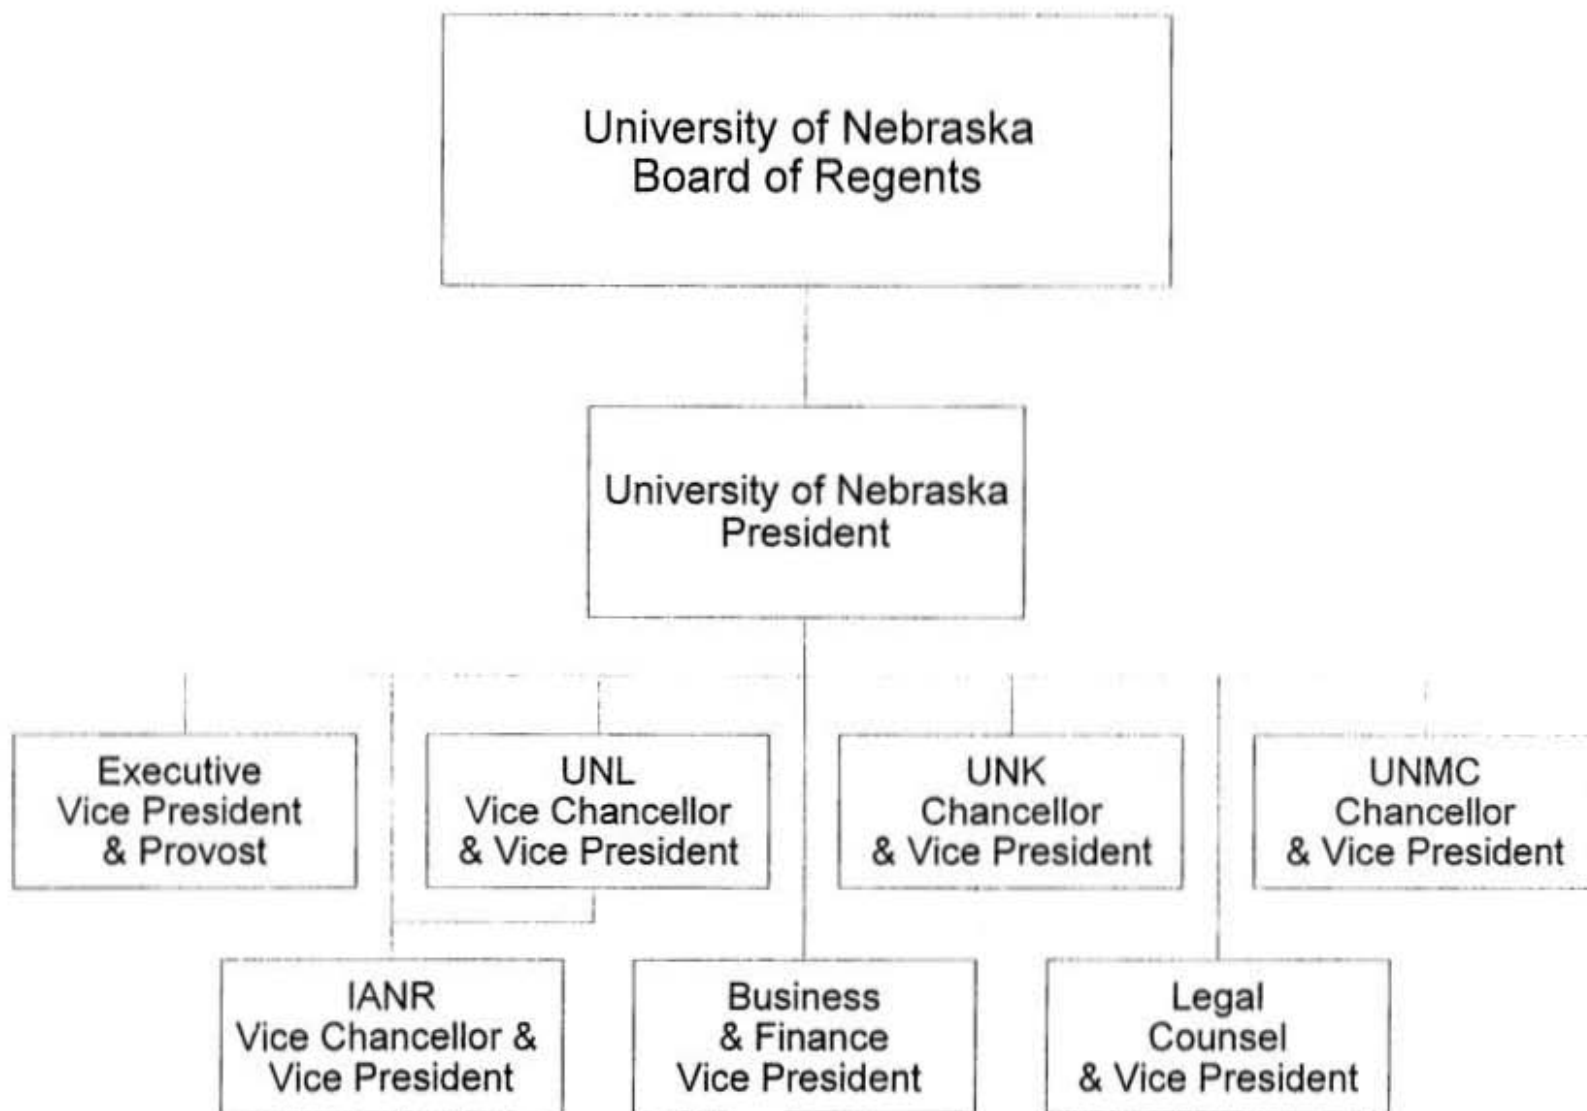 University of Nebraska
Board of Regents
University of Nebraska
President
Executive
Vice President
& Provost
UNL
Vice Chancellor
& Vice President
UNK
Chancellor
& Vice President
UNMC
Chancellor
& Vice President
IANR
Vice Chancellor &
Vice President
Business
& Finance
Vice President
Legal
Counsel
& Vice President